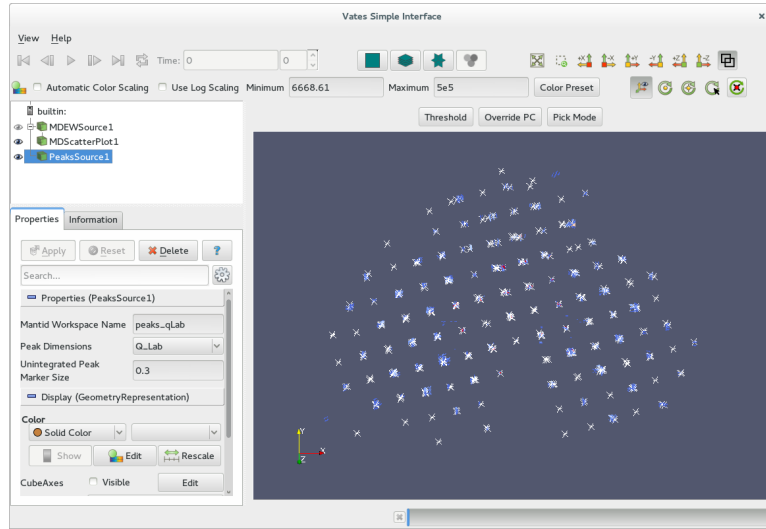 Vates Simple Interface ×
View Help
Time: 0 0
Automatic Color Scaling Use Log Scaling Minimum 6668.61 Maximum 5e5 Color Preset
builtin:
MDEWSource1
MDScatterPlot1
PeaksSource1
Threshold Override PC Pick Mode
Properties Information
Apply Reset Delete ?
Search...
Properties (PeaksSource1)
Mantid Workspace Name peaks_qLab
Peak Dimensions Q_Lab
Unintegrated Peak
Marker Size 0.3
Display (GeometryRepresentation)
Color
Solid Color
Show Edit Rescale
CubeAxes Visible Edit
Y
Z X